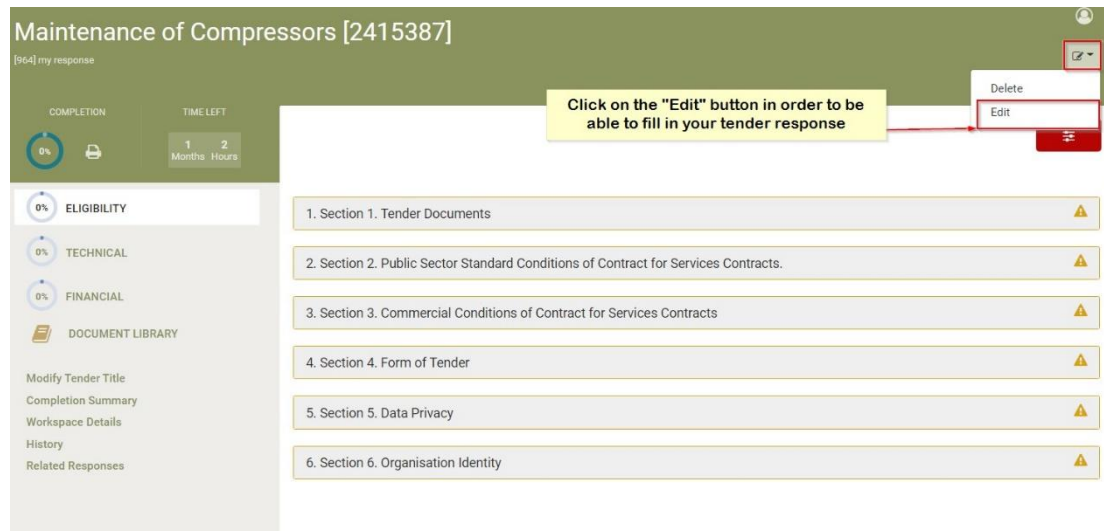 Maintenance of Compressors [2415387]
[964] my response
Delete
Edit
Click on the "Edit" button in order to be
able to fill in your tender response
COMPLETION
TIME LEFT
0%
1 2
Months Hours
0% ELIGIBILITY
0% TECHNICAL
0% FINANCIAL
DOCUMENT LIBRARY
Modify Tender Title
Completion Summary
Workspace Details
History
Related Responses
1. Section 1. Tender Documents
2. Section 2. Public Sector Standard Conditions of Contract for Services Contracts.
3. Section 3. Commercial Conditions of Contract for Services Contracts
4. Section 4. Form of Tender
5. Section 5. Data Privacy
6. Section 6. Organisation Identity